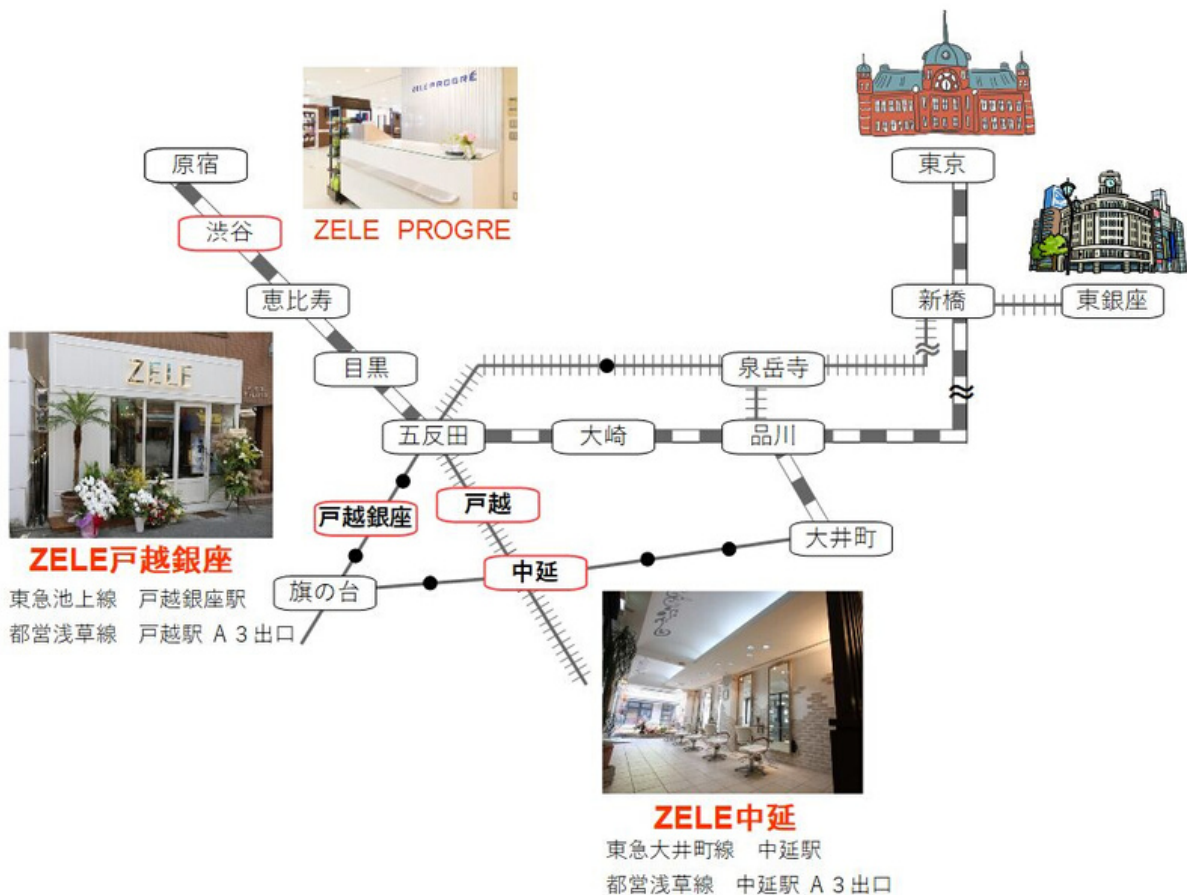 ZELE PROGRÉ
ZELE PROGRE
原宿
渋谷
恵比寿
目黒
五反田
大崎
品川
泉岳寺
新橋
東銀座
東京
大井町
戸越銀座
戸越
中延
旗の台
ZELE
ZELE戸越銀座
東急池上線　戸越銀座駅
都営浅草線　戸越駅 A 3 出口
ZELE中延
東急大井町線　中延駅
都営浅草線　中延駅 A 3 出口